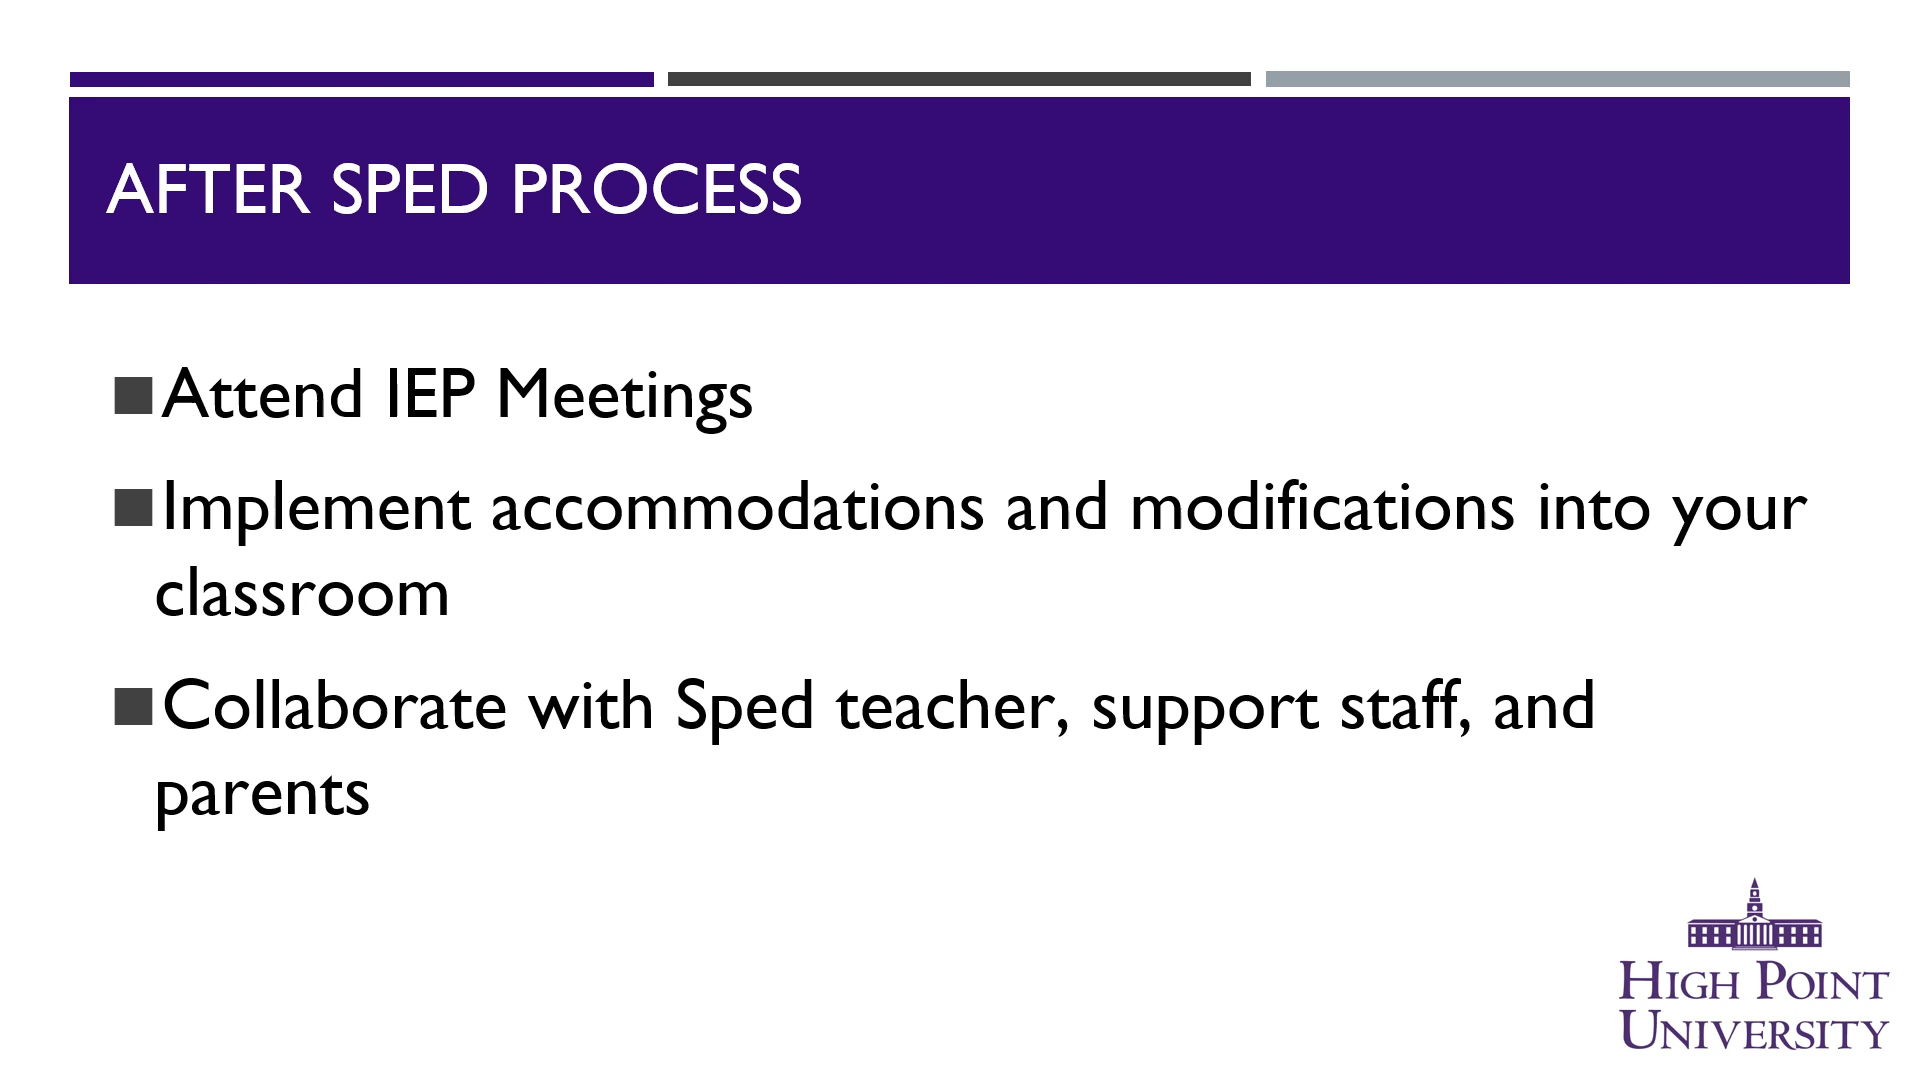 AFTER SPED PROCESS
■Attend IEP Meetings
■Implement accommodations and modifications into your
classroom
■Collaborate with Sped teacher, support staff, and
parents
HIGH POINT
UNIVERSITY